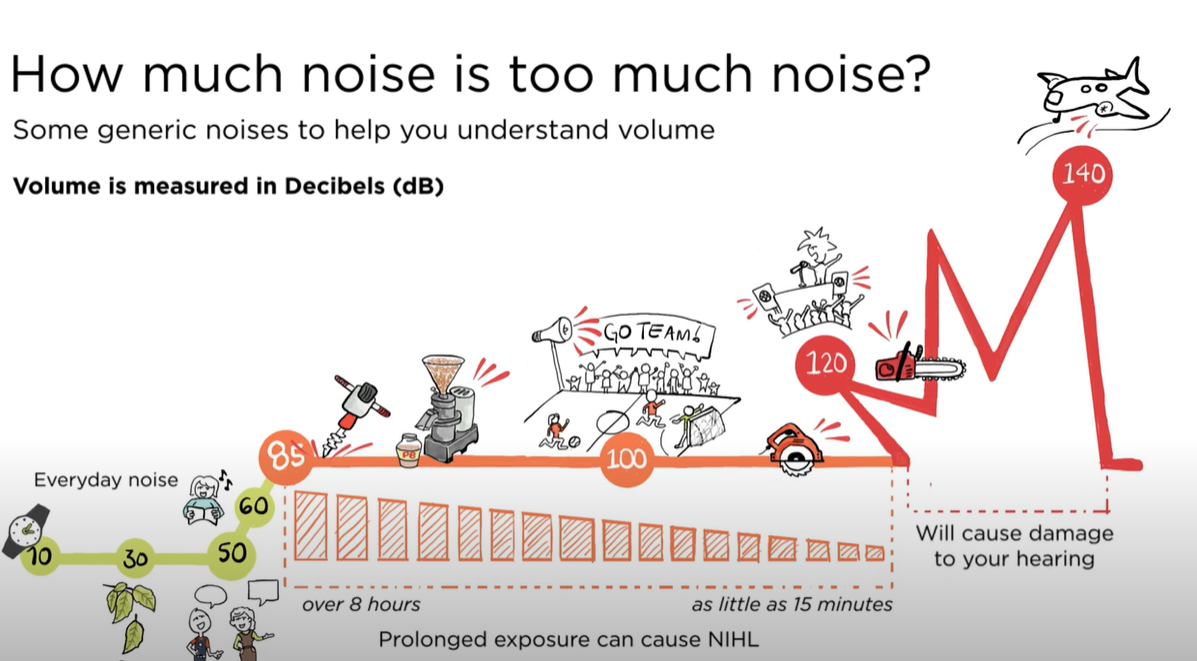 How much noise is too much noise?
Some generic noises to help you understand volume
Volume is measured in Decibels (dB)
140
GO TEAM!
120
85
100
Everyday noise
60
10
30
50
PB
Will cause damage
to your hearing
over 8 hours
as little as 15 minutes
Prolonged exposure can cause NIHL